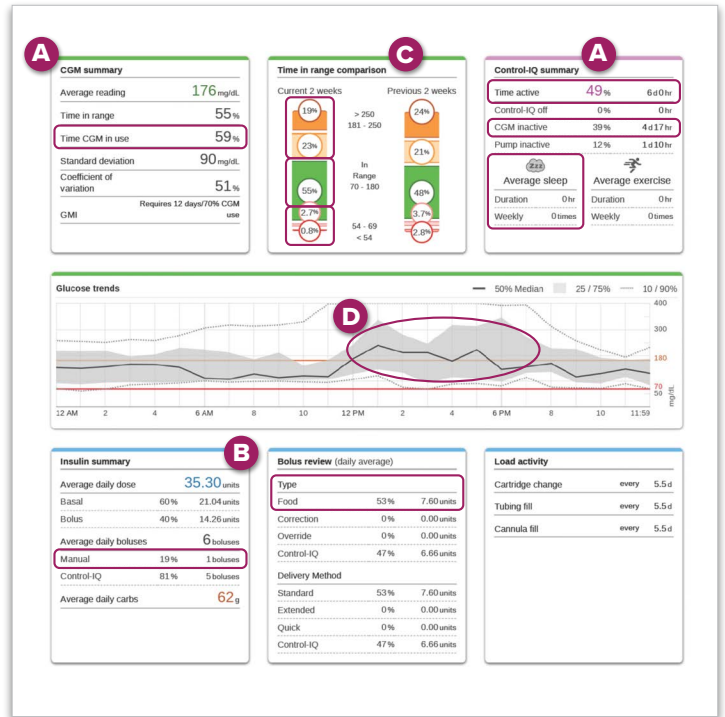 A
C
A
CGM summary
Average reading 176 mg/dL
Time in range 55%
Time CGM in use 59%
Standard deviation 90 mg/dL
Coefficient of
variation 51%
GMI Requires 12 days/70% CGM
use
Time in range comparison
Current 2 weeks Previous 2 weeks
19% > 250 24%
181 - 250
23% 21%
In
Range
55% 70 - 180 48%
2.7% 54 - 69 3.7%
0.8% < 54 2.8%
Control-IQ summary
Time active 49% 6d0hr
Control-IQ off 0% 0hr
CGM inactive 39% 4d17hr
Pump inactive 12% 1d10hr
zzz
Average sleep Average exercise
Duration 0hr Duration 0hr
Weekly 0times Weekly 0times
Glucose trends 50% Median 25 / 75% 10 / 90%
D
400
300
180
70
50
mg/dL
12 AM 2 4 6 AM 8 10 12 PM 2 4 6 PM 8 10 11:59
B
Insulin summary
Average daily dose 35.30 units
Basal 60% 21.04 units
Bolus 40% 14.26 units
Average daily boluses 6 boluses
Manual 19% 1 boluses
Control-IQ 81% 5 boluses
Average daily carbs 62g
Bolus review (daily average)
Type
Food 53% 7.60 units
Correction 0% 0.00 units
Override 0% 0.00 units
Control-IQ 47% 6.66 units
Delivery Method
Standard 53% 7.60 units
Extended 0% 0.00 units
Quick 0% 0.00 units
Control-IQ 47% 6.66 units
Load activity
Cartridge change every 5.5d
Tubing fill every 5.5d
Cannula fill every 5.5d